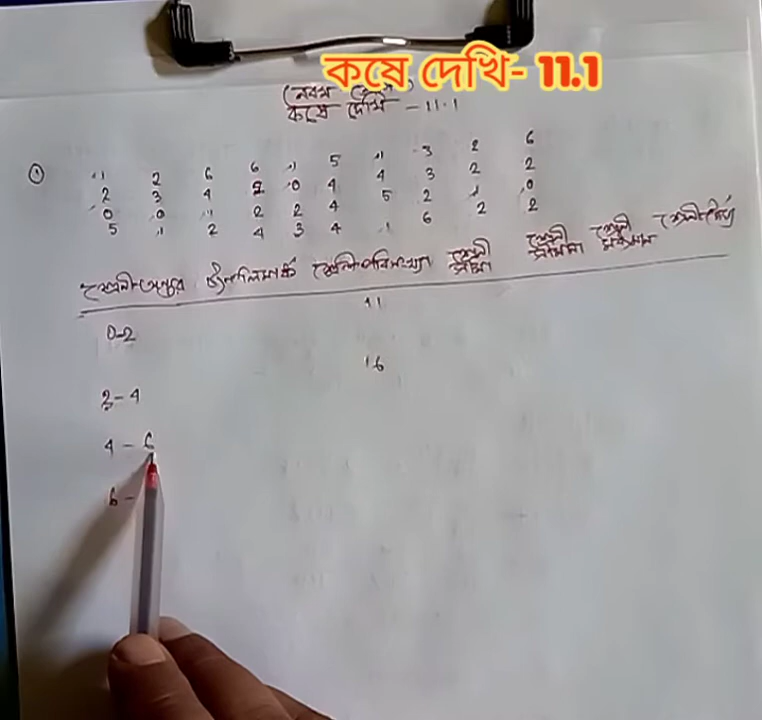 কষে দেখি- 11.1
(নবম
কষে দেখি - 11.1
① 1 2 6 6 1 5 1 3 2 6
2 3 4 2 0 4 4 3 2 2
0 0 1 2 2 4 5 2 1 0
5 1 2 4 3 4 1 6 2 2
শ্রেণী-অন্তর শ্রেণী পরিসংখ্যা শ্রেণী সীমা শ্রেণী সীমানা শ্রেণী মধ্যমান শ্রেণী দৈর্ঘ্য
11
0-2
16
2-4
4-6
6-